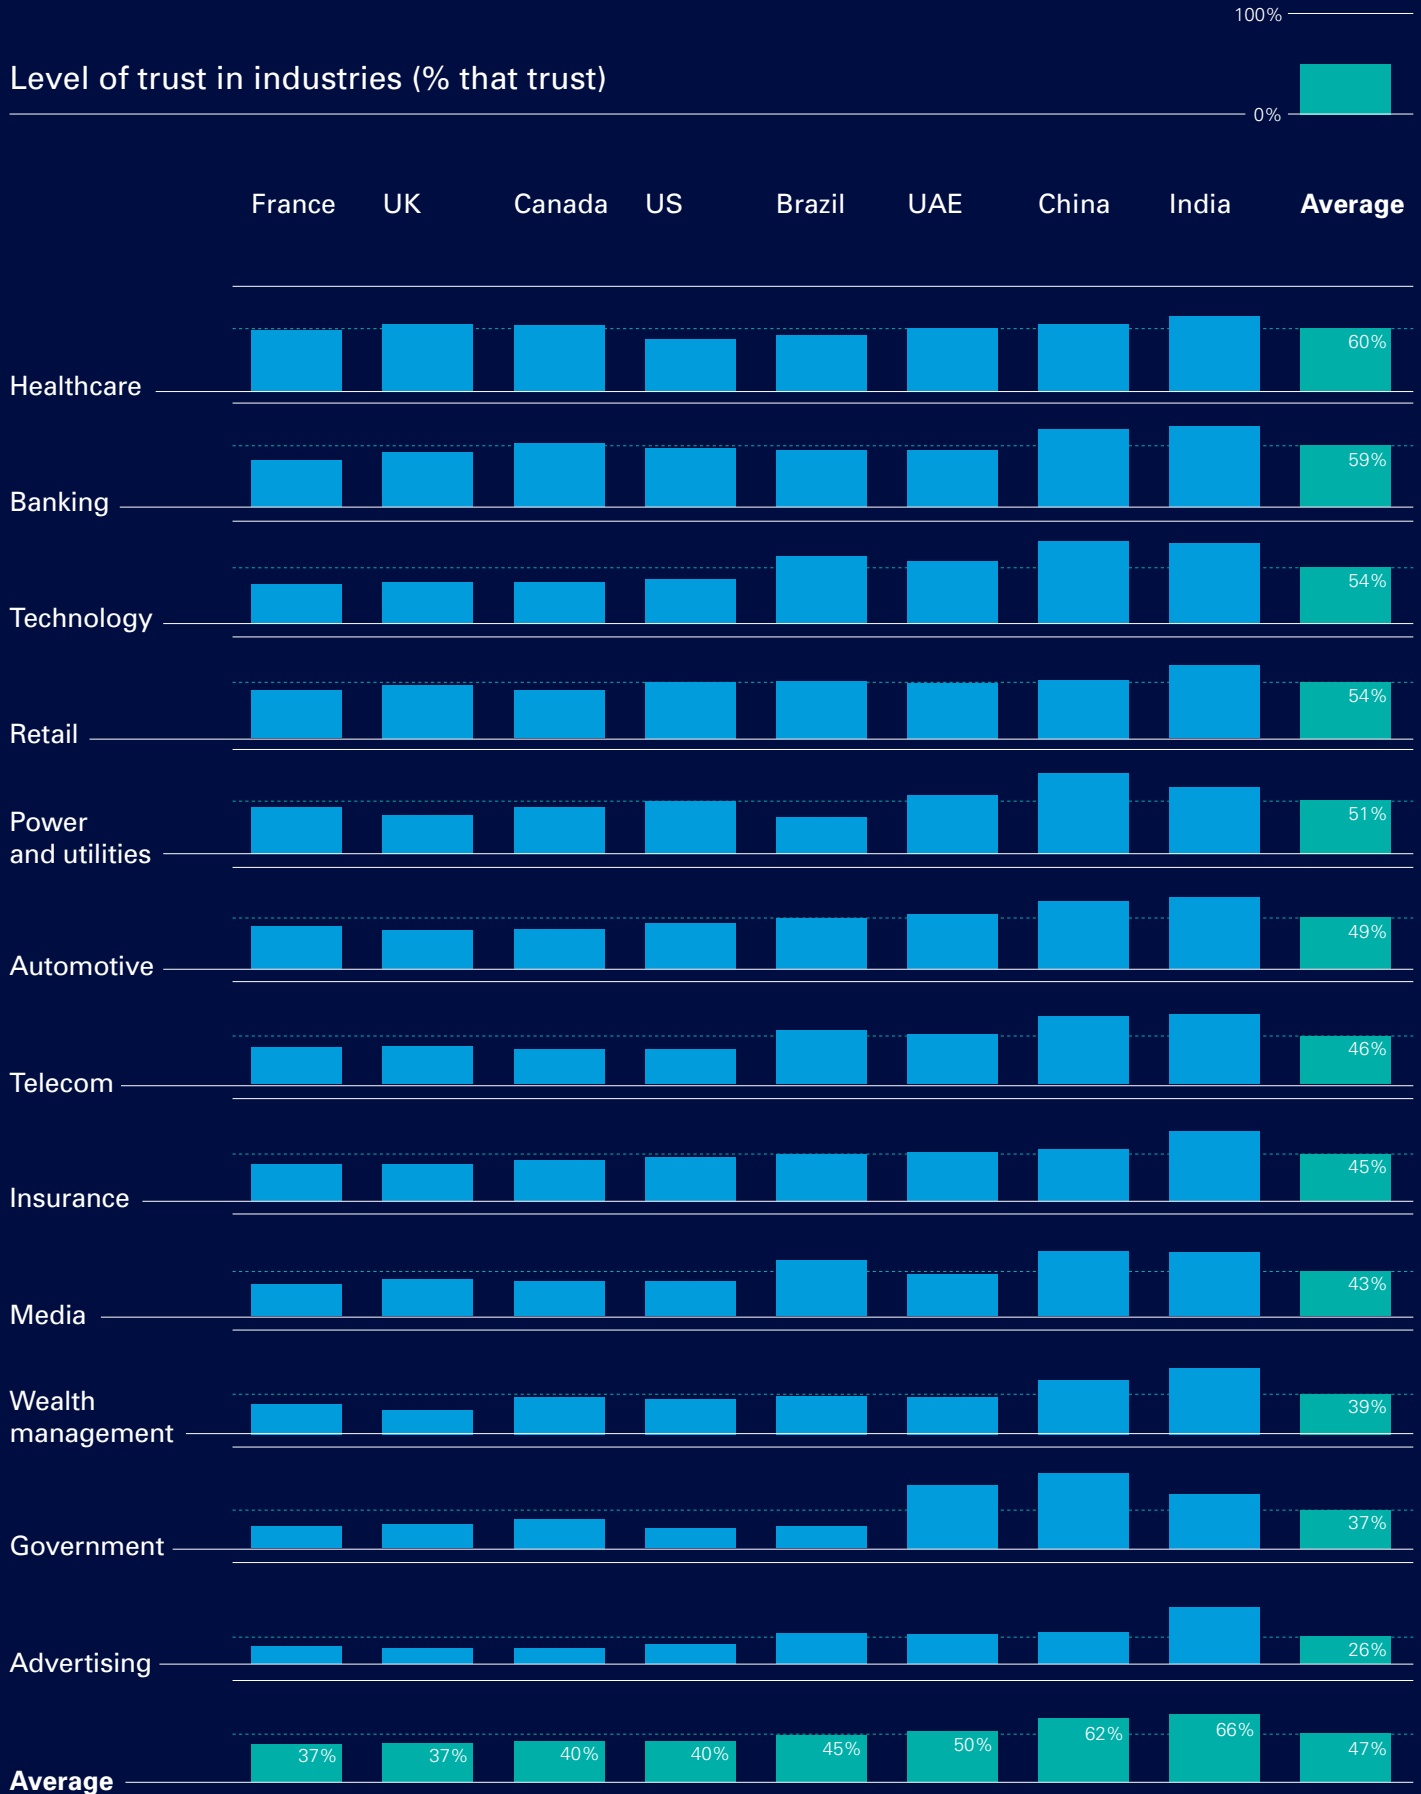 100%
Level of trust in industries (% that trust)
0%
France UK Canada US Brazil UAE China India Average
60%
Healthcare
59%
Banking
54%
Technology
54%
Retail
51%
Power
and utilities
49%
Automotive
46%
Telecom
45%
Insurance
43%
Media
39%
Wealth
management
37%
Government
26%
Advertising
37% 37% 40% 40% 45% 50% 62% 66% 47%
Average